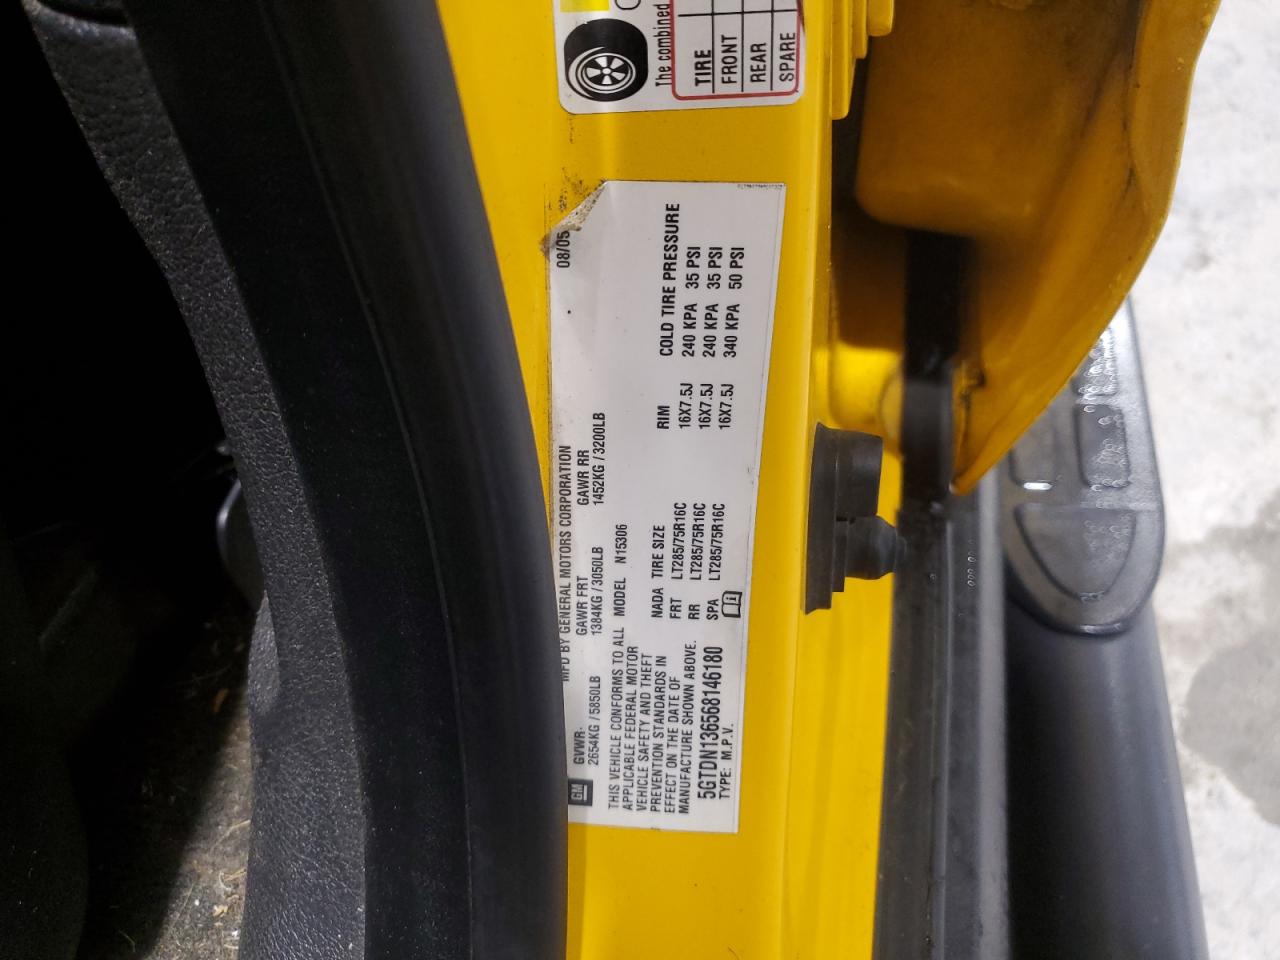 The combined
TIRE
FRONT
REAR
SPARE
08/05
MFD BY GENERAL MOTORS CORPORATION
GM
GVWR GAWR FRT GAWR RR
2654KG /5850LB 1384KG /3050LB 1452KG /3200LB
THIS VEHICLE CONFORMS TO ALL
APPLICABLE FEDERAL MOTOR
VEHICLE SAFETY AND THEFT
PREVENTION STANDARDS IN
EFFECT ON THE DATE OF
MANUFACTURE SHOWN ABOVE.
5GTDN136568146180
TYPE: M.P.V.
MODEL N15306
NADA TIRE SIZE RIM COLD TIRE PRESSURE
FRT LT285/75R16C 16X7.5J 240 KPA 35 PSI
RR LT285/75R16C 16X7.5J 240 KPA 35 PSI
SPA LT285/75R16C 16X7.5J 340 KPA 50 PSI